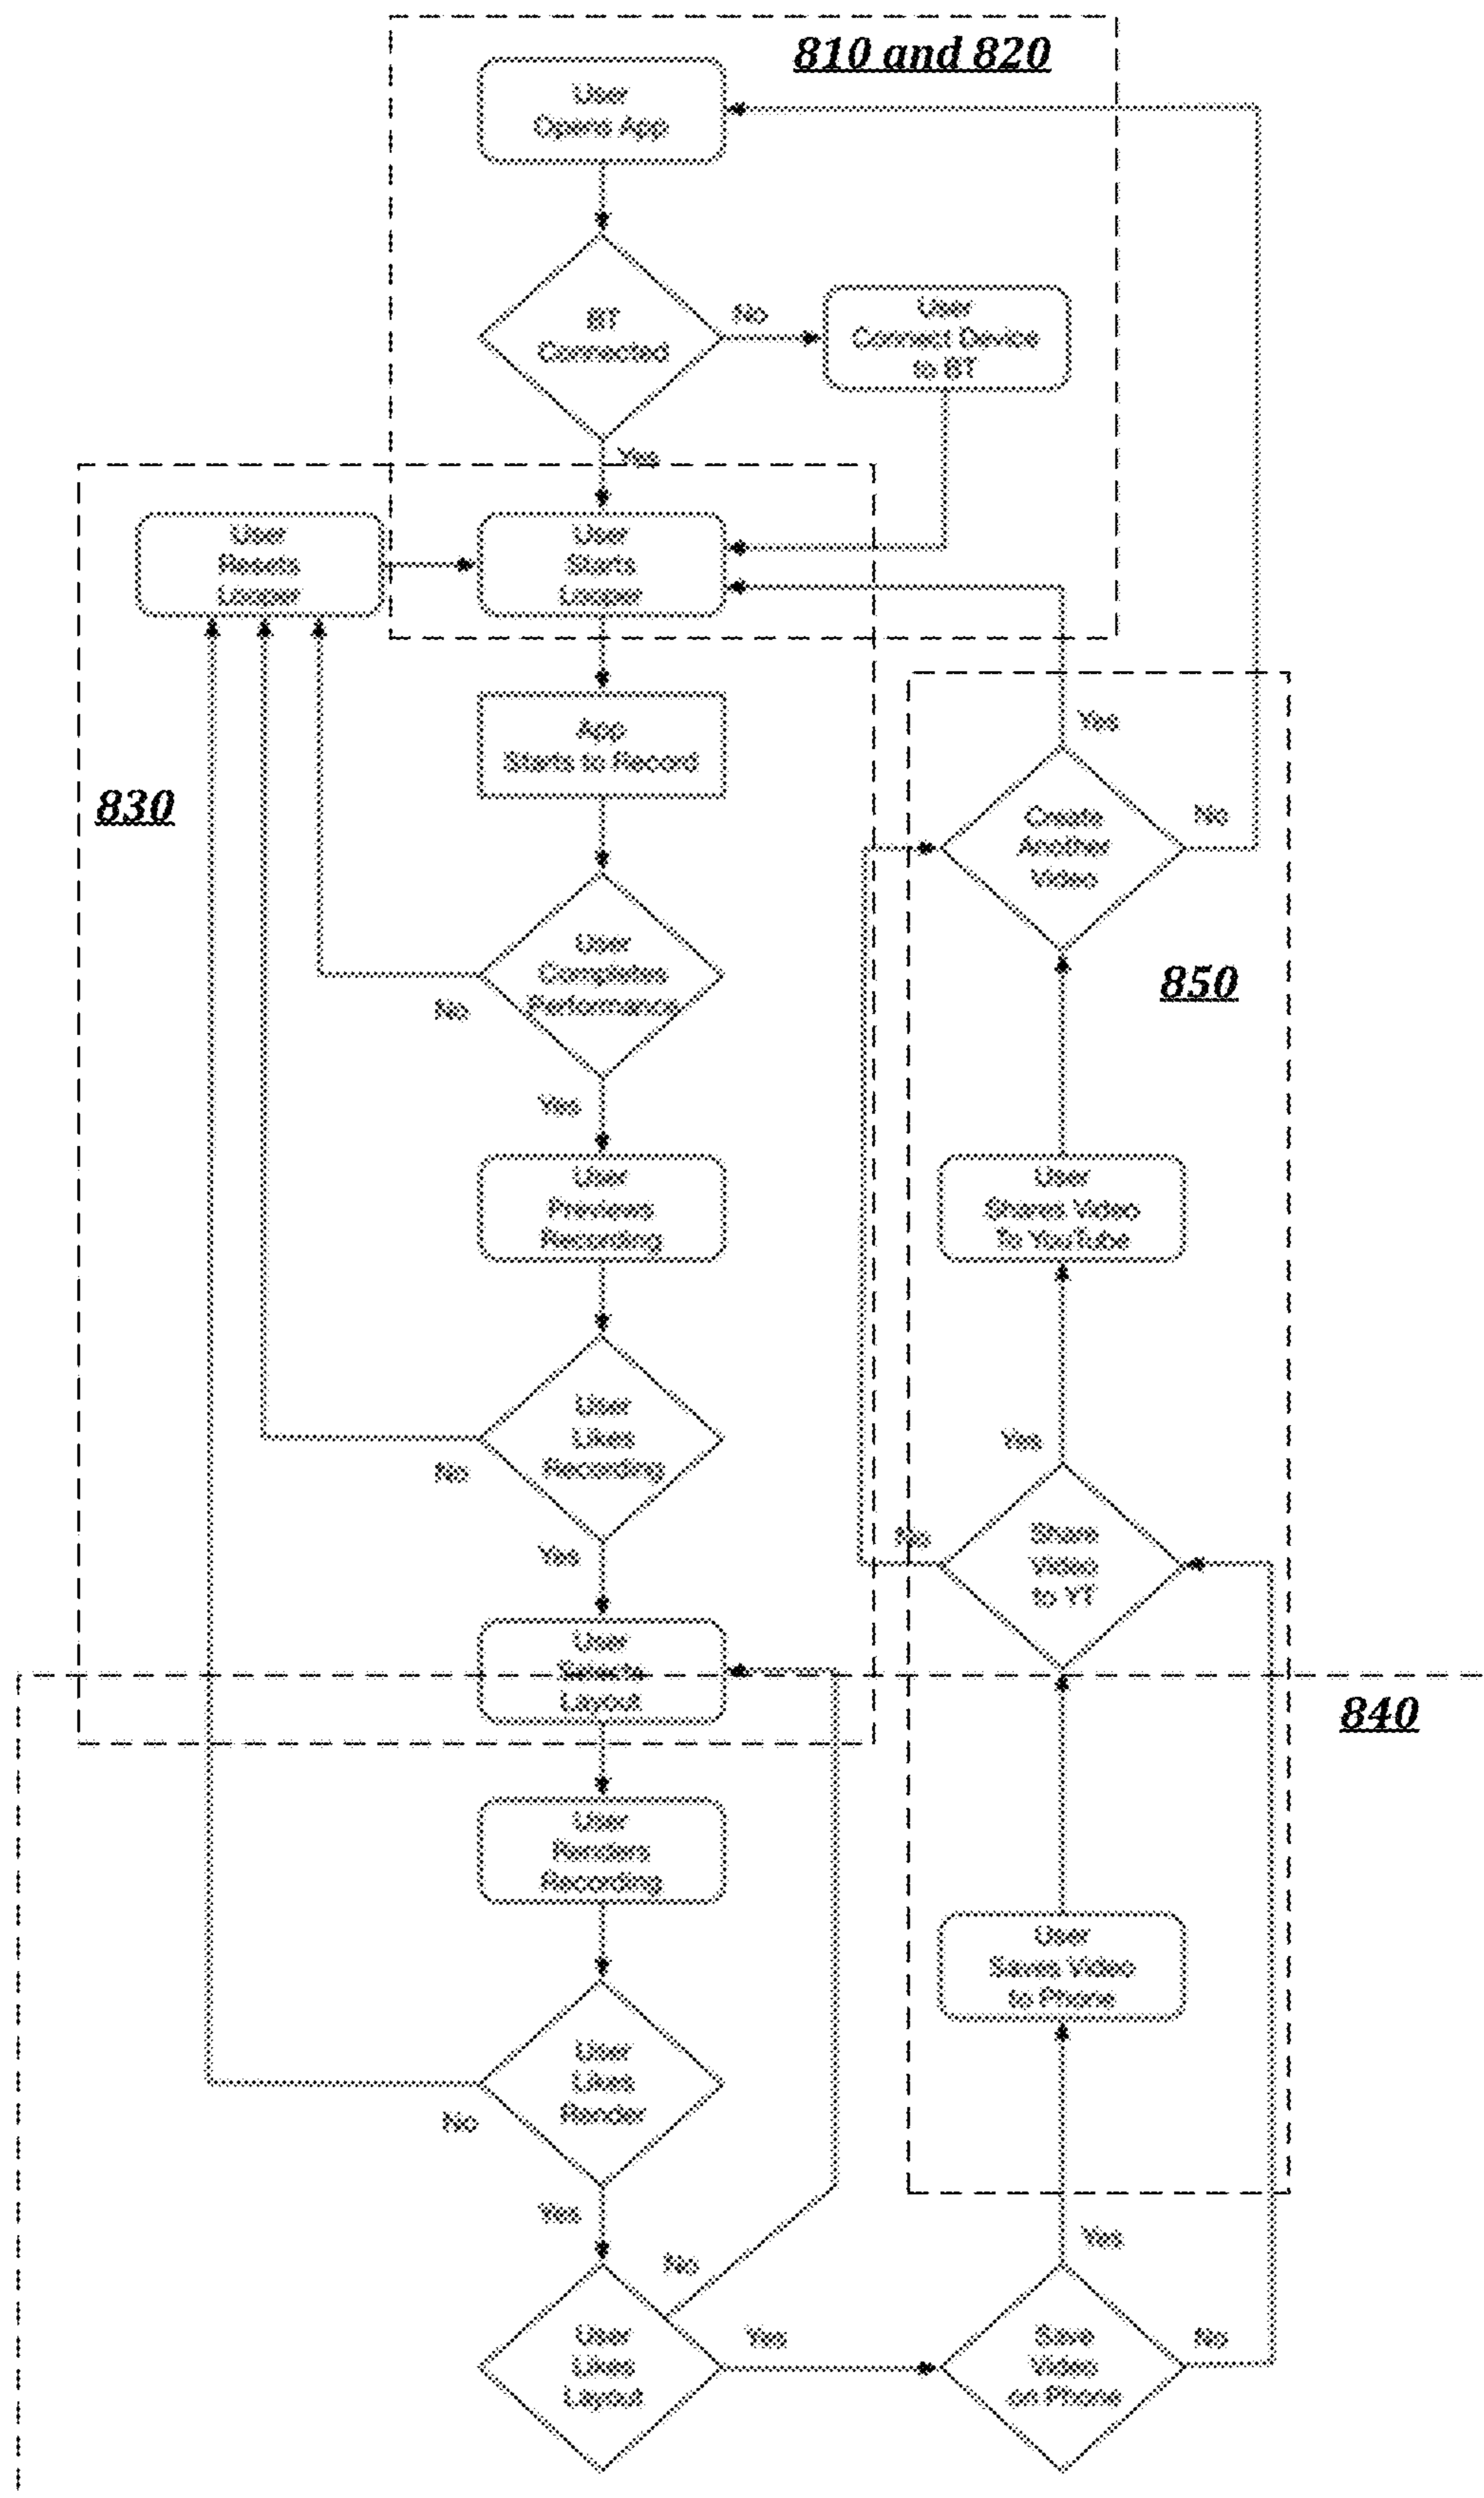 810 and 820
User
Opens App
BT
Connected
No
User
Connect Device
to BT
Yes
User
Resets
Looper
User
Starts
Looper
App
Starts to Record
Yes
830
Create
Another
Video
No
User
Completes
Performance
No
850
Yes
User
Previews
Recording
User
Shares Video
To YouTube
User
Likes
Recording
No
Yes
Yes
No
Share
Video
to YT
User
Selects
Layout
840
User
Renders
Recording
User
Saves Video
to Phone
User
Likes
Render
No
Yes
No
Yes
User
Likes
Layout
Yes
Save
Video
on Phone
No